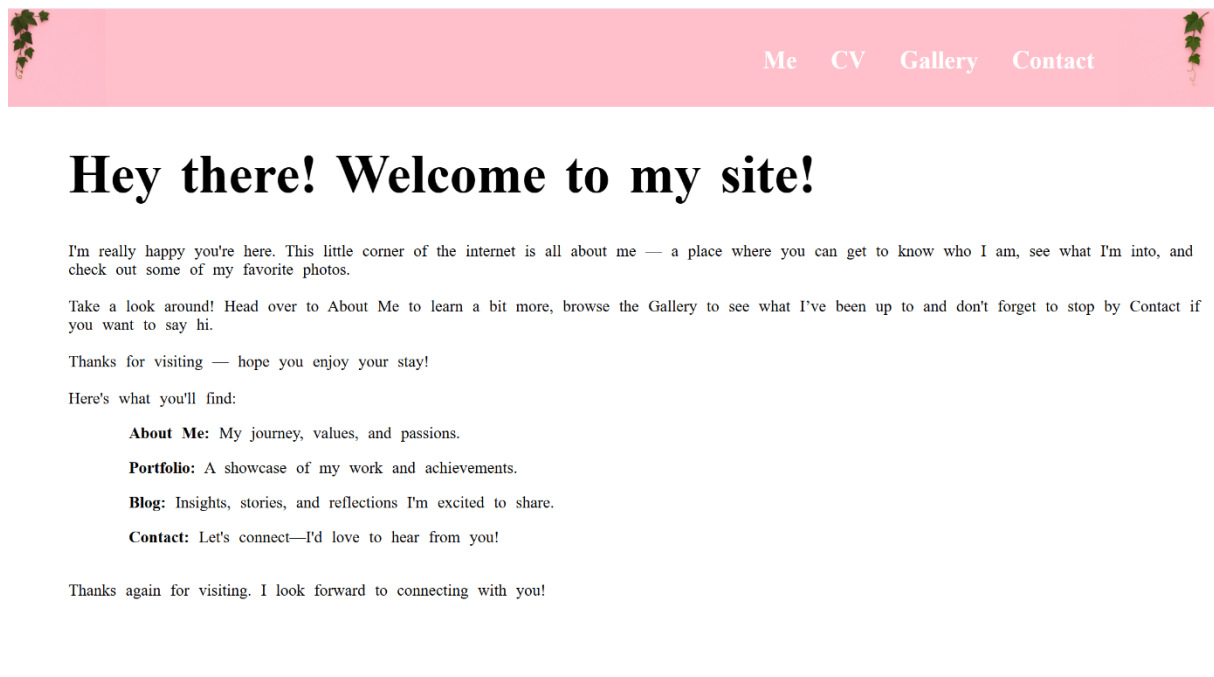 Me CV Gallery Contact
Hey there! Welcome to my site!
I'm really happy you're here. This little corner of the internet is all about me — a place where you can get to know who I am, see what I'm into, and
check out some of my favorite photos.
Take a look around! Head over to About Me to learn a bit more, browse the Gallery to see what I’ve been up to and don't forget to stop by Contact if
you want to say hi.
Thanks for visiting — hope you enjoy your stay!
Here's what you'll find:
About Me: My journey, values, and passions.
Portfolio: A showcase of my work and achievements.
Blog: Insights, stories, and reflections I'm excited to share.
Contact: Let's connect—I'd love to hear from you!
Thanks again for visiting. I look forward to connecting with you!